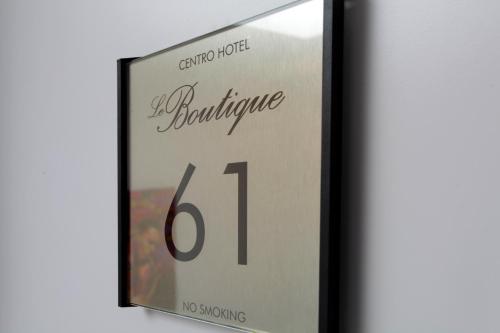 CENTRO HOTEL
Le Boutique
61
NO SMOKING